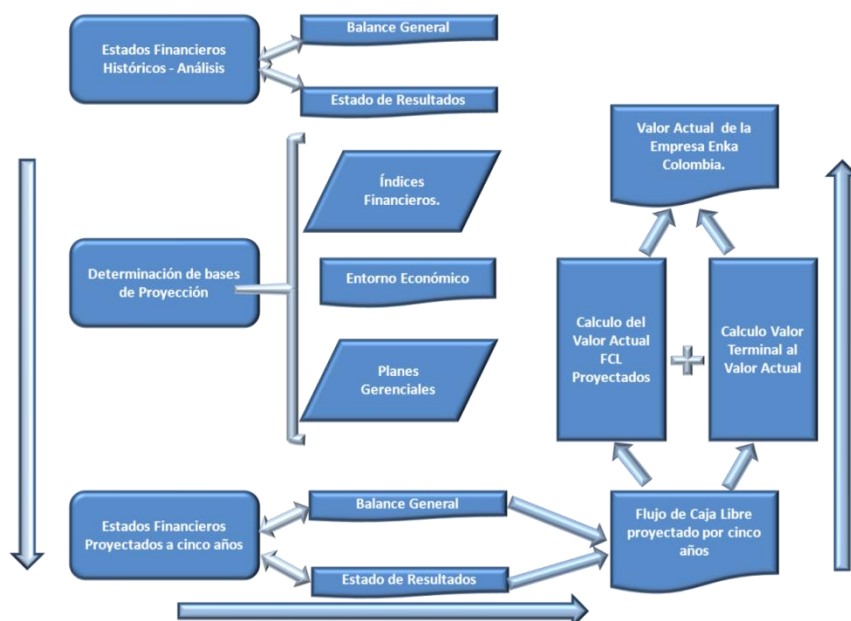 Estados Financieros
Históricos - Análisis
Balance General
Estado de Resultados
Determinación de bases
de Proyección
Índices
Financieros.
Entorno Económico
Planes
Gerenciales
Estados Financieros
Proyectados a cinco años
Balance General
Estado de Resultados
Flujo de Caja Libre
proyectado por cinco
años
Calculo del
Valor Actual
FCL
Proyectados
Calculo Valor
Terminal al
Valor Actual
Valor Actual de la
Empresa Enka
Colombia.